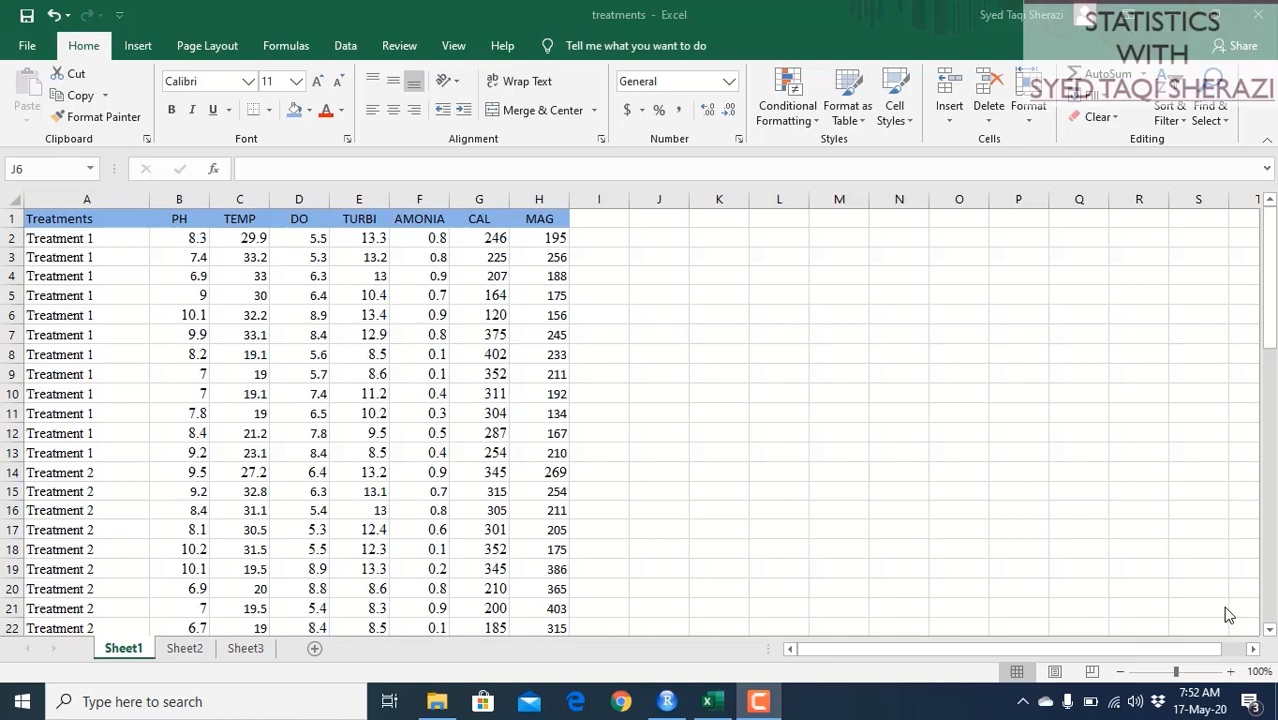 treatments - Excel
Syed Taqi Sherazi
STATISTICS
WITH
SYED TAQI SHERAZI
File Home Insert Page Layout Formulas Data Review View Help Tell me what you want to do Share
Paste
Cut
Copy
Format Painter
Clipboard
Calibri 11
B I U
Font
Wrap Text
Merge & Center
Alignment
General
$ % ,
Number
Conditional Formatting
Format as Table
Cell Styles
Styles
Insert Delete Format
Cells
AutoSum
Fill
Clear
Sort & Filter
Find & Select
Editing
J6 fx
A B C D E F G H I J K L M N O P Q R S T
1 Treatments PH TEMP DO TURBI AMONIA CAL MAG
2 Treatment 1 8.3 29.9 5.5 13.3 0.8 246 195
3 Treatment 1 7.4 33.2 5.3 13.2 0.8 225 256
4 Treatment 1 6.9 33 6.3 13 0.9 207 188
5 Treatment 1 9 30 6.4 10.4 0.7 164 175
6 Treatment 1 10.1 32.2 8.9 13.4 0.9 120 156
7 Treatment 1 9.9 33.1 8.4 12.9 0.8 375 245
8 Treatment 1 8.2 19.1 5.6 8.5 0.1 402 233
9 Treatment 1 7 19 5.7 8.6 0.1 352 211
10 Treatment 1 7 19.1 7.4 11.2 0.4 311 192
11 Treatment 1 7.8 19 6.5 10.2 0.3 304 134
12 Treatment 1 8.4 21.2 7.8 9.5 0.5 287 167
13 Treatment 1 9.2 23.1 8.4 8.5 0.4 254 210
14 Treatment 2 9.5 27.2 6.4 13.2 0.9 345 269
15 Treatment 2 9.2 32.8 6.3 13.1 0.7 315 254
16 Treatment 2 8.4 31.1 5.4 13 0.8 305 211
17 Treatment 2 8.1 30.5 5.3 12.4 0.6 301 205
18 Treatment 2 10.2 31.5 5.5 12.3 0.1 352 175
19 Treatment 2 10.1 19.5 8.9 13.3 0.2 345 386
20 Treatment 2 6.9 20 8.8 8.6 0.8 210 365
21 Treatment 2 7 19.5 5.4 8.3 0.9 200 403
22 Treatment 2 6.7 19 8.4 8.5 0.1 185 315
Sheet1 Sheet2 Sheet3
100%
Type here to search
7:52 AM
17-May-20
3